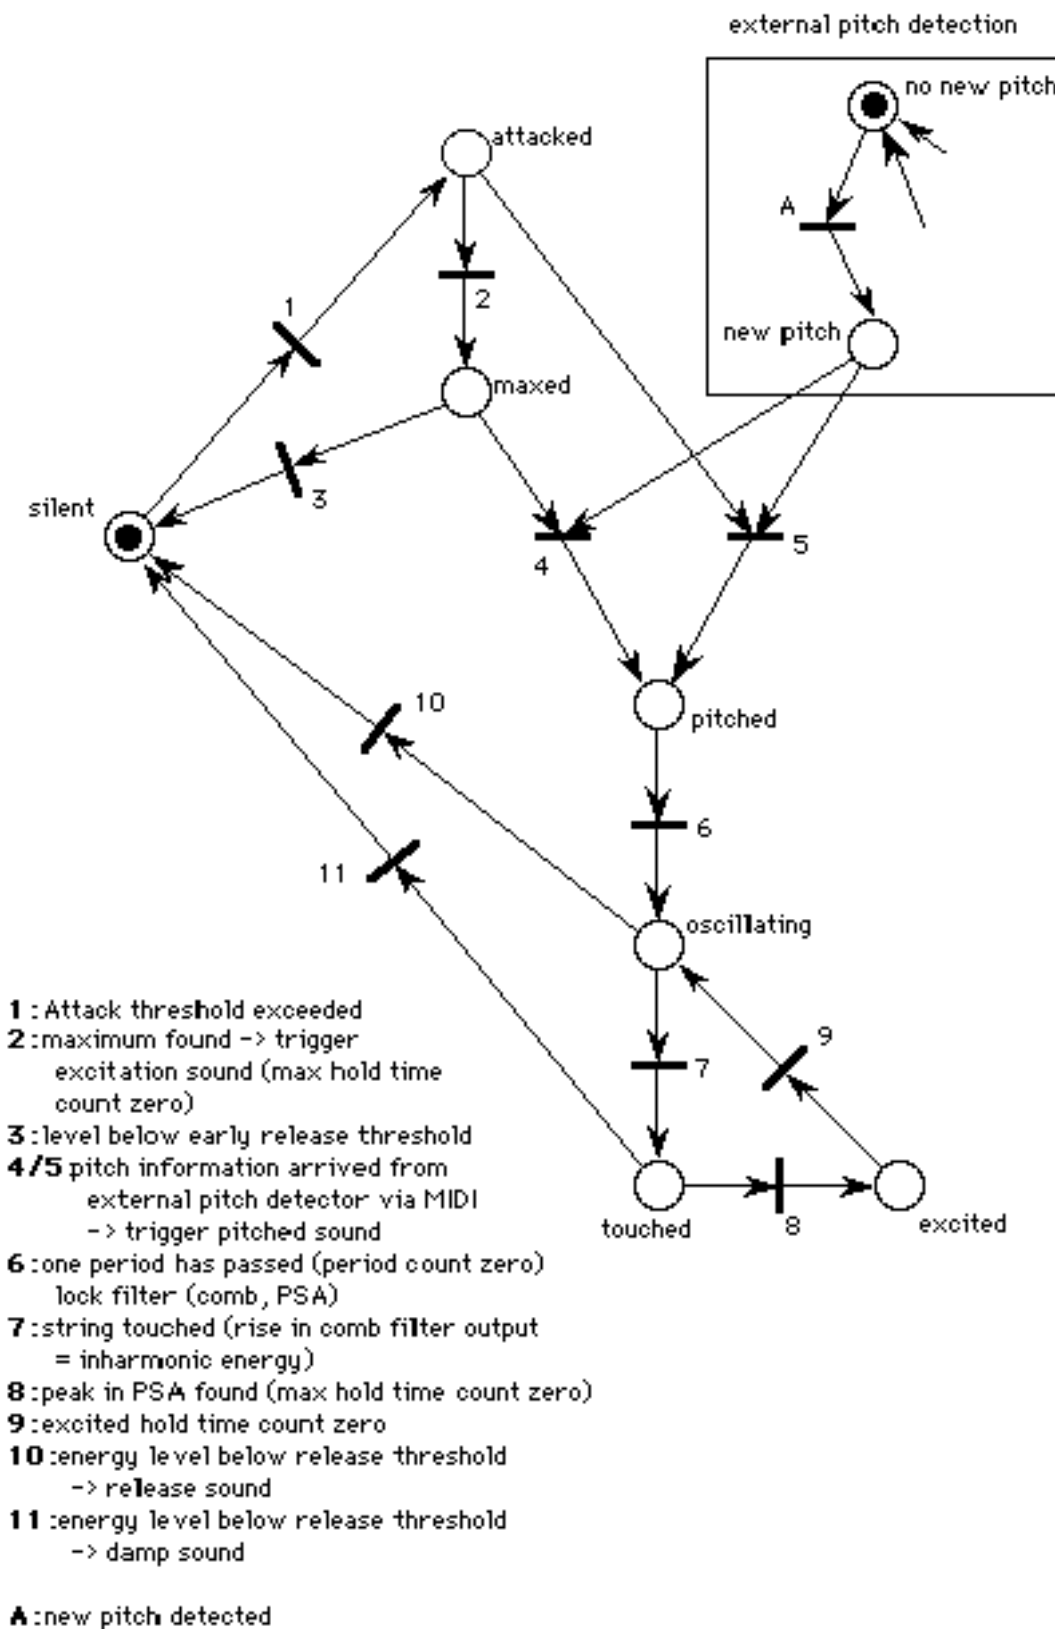 external pitch detection
no new pitch
attacked
A
1
2
new pitch
maxed
3
silent
4
5
10
pitched
6
11
oscillating
9
7
touched
8
excited
1 : Attack threshold exceeded
2 :maximum found -> trigger
excitation sound (max hold time
count zero)
3 :level below early release threshold
4/5 pitch information arrived from
external pitch detector via MIDI
-> trigger pitched sound
6 :one period has passed (period count zero)
lock filter (comb, PSA)
7 :string touched (rise in comb filter output
= inharmonic energy)
8 :peak in PSA found (max hold time count zero)
9 :excited hold time count zero
10 :energy level below release threshold
-> release sound
11 :energy level below release threshold
-> damp sound
A :new pitch detected